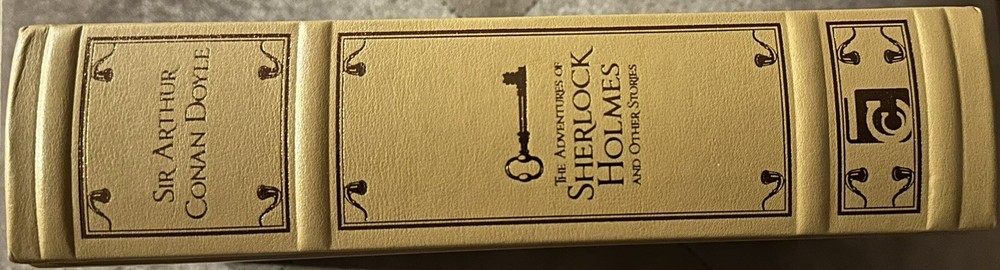 SIR ARTHUR
CONAN DOYLE
THE ADVENTURES OF
SHERLOCK
HOLMES
AND OTHER STORIES